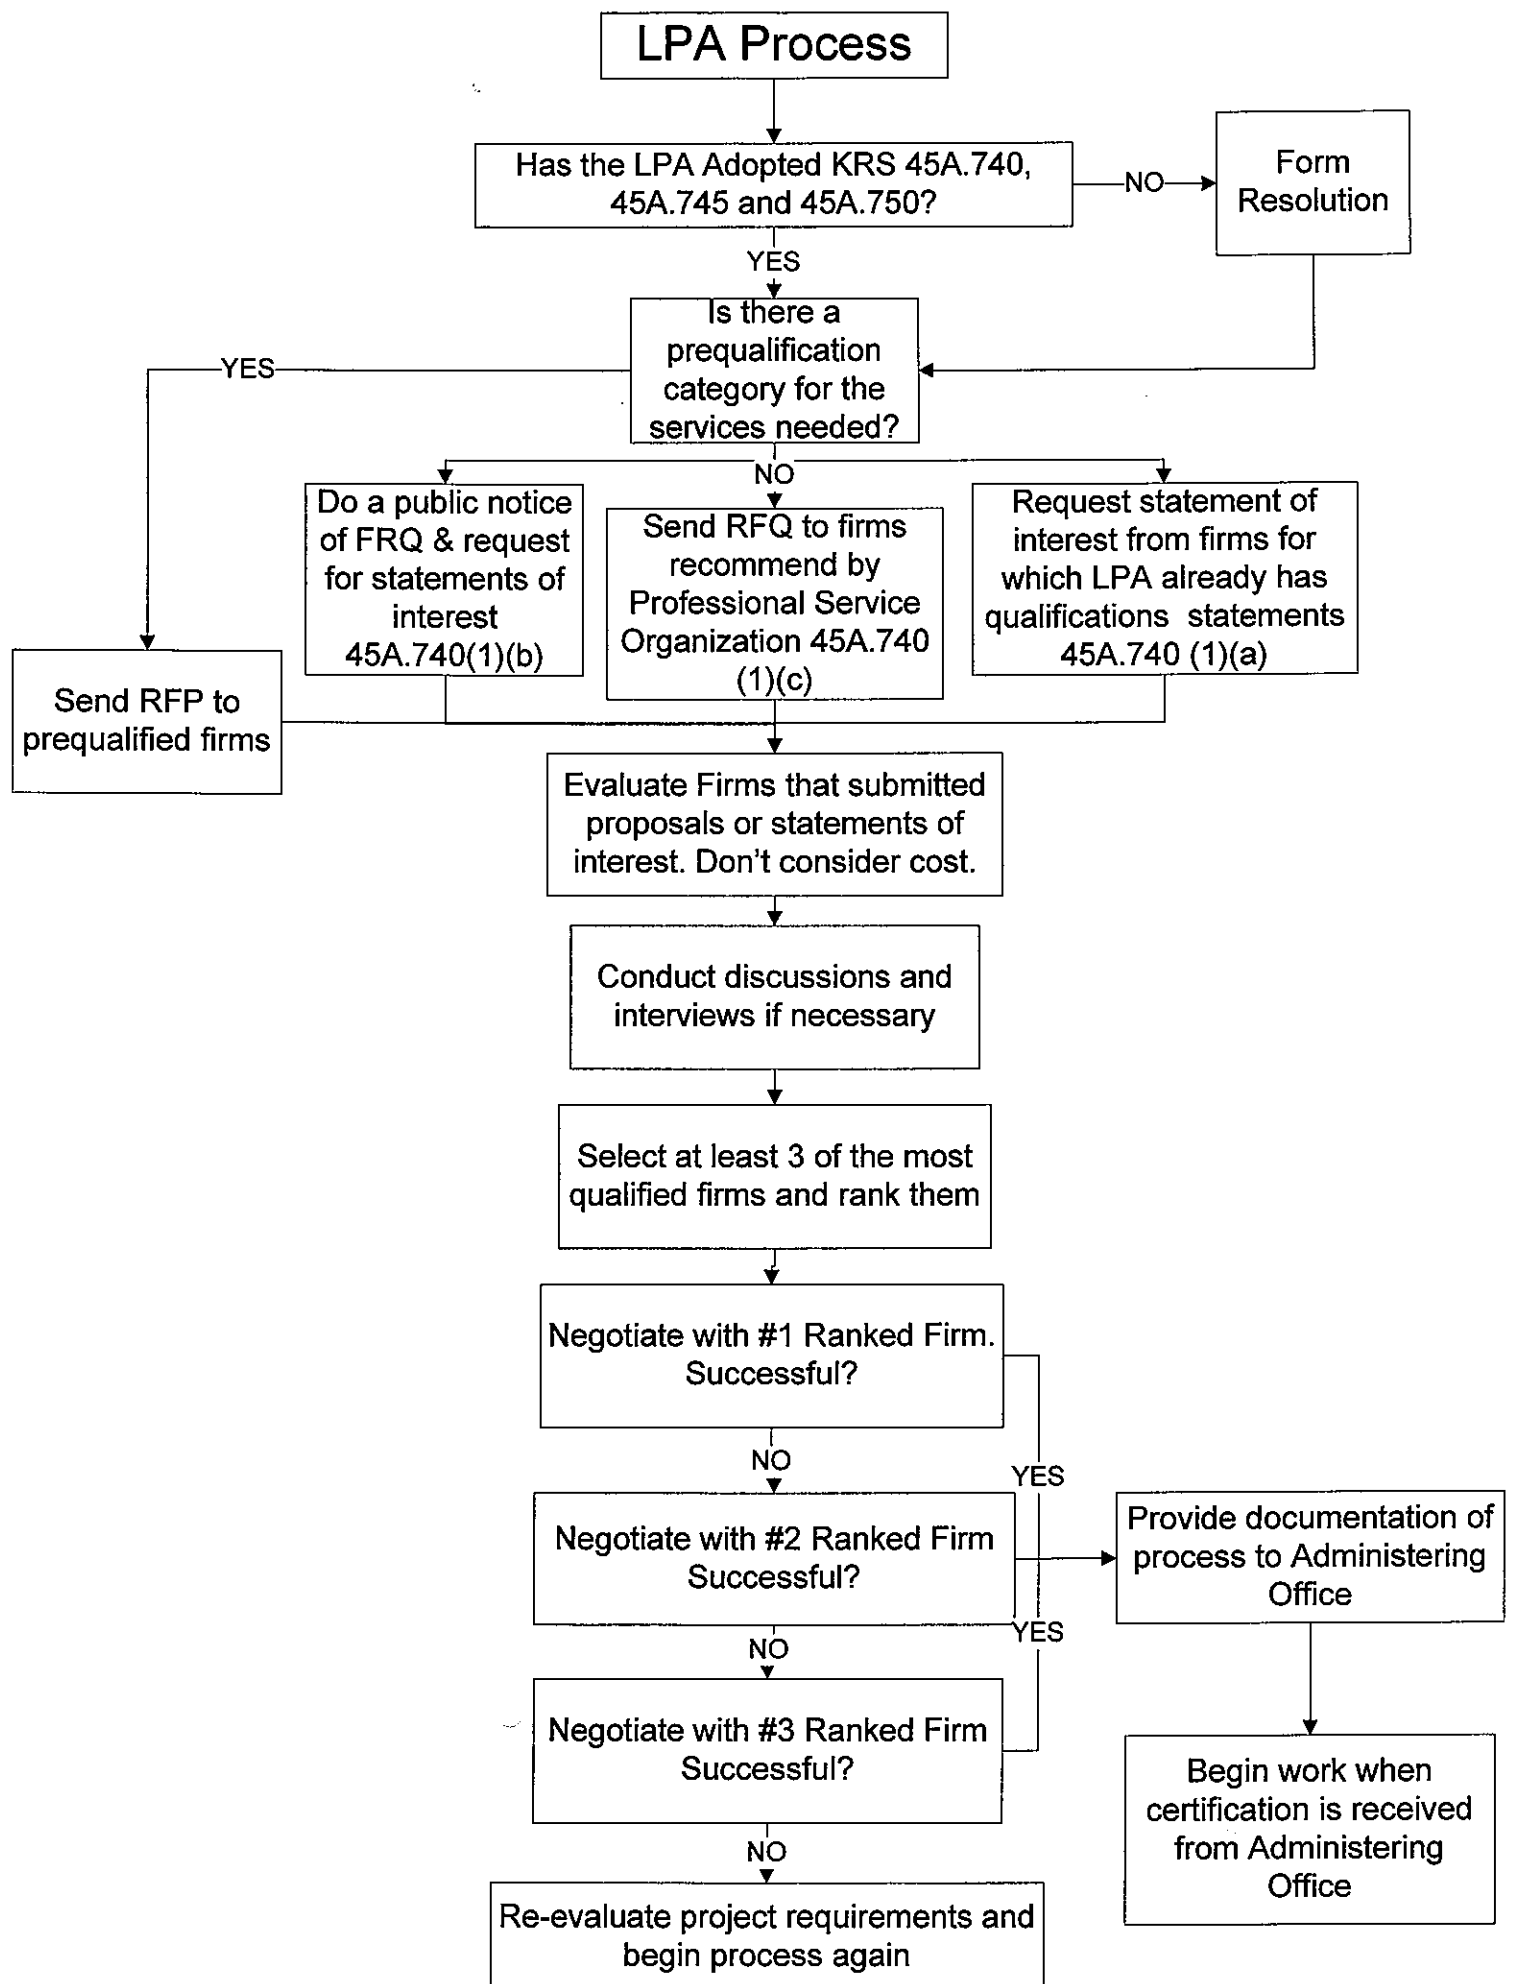 LPA Process
Has the LPA Adopted KRS 45A.740,
45A.745 and 45A.750?
NO
Form
Resolution
YES
Is there a
prequalification
category for the
services needed?
YES
NO
Do a public notice
of FRQ & request
for statements of
interest
45A.740(1)(b)
Send RFQ to firms
recommend by
Professional Service
Organization 45A.740
(1)(c)
Request statement of
interest from firms for
which LPA already has
qualifications statements
45A.740 (1)(a)
Send RFP to
prequalified firms
Evaluate Firms that submitted
proposals or statements of
interest. Don't consider cost.
Conduct discussions and
interviews if necessary
Select at least 3 of the most
qualified firms and rank them
Negotiate with #1 Ranked Firm.
Successful?
NO
YES
Negotiate with #2 Ranked Firm
Successful?
Provide documentation of
process to Administering
Office
YES
NO
Negotiate with #3 Ranked Firm
Successful?
Begin work when
certification is received
from Administering
Office
NO
Re-evaluate project requirements and
begin process again